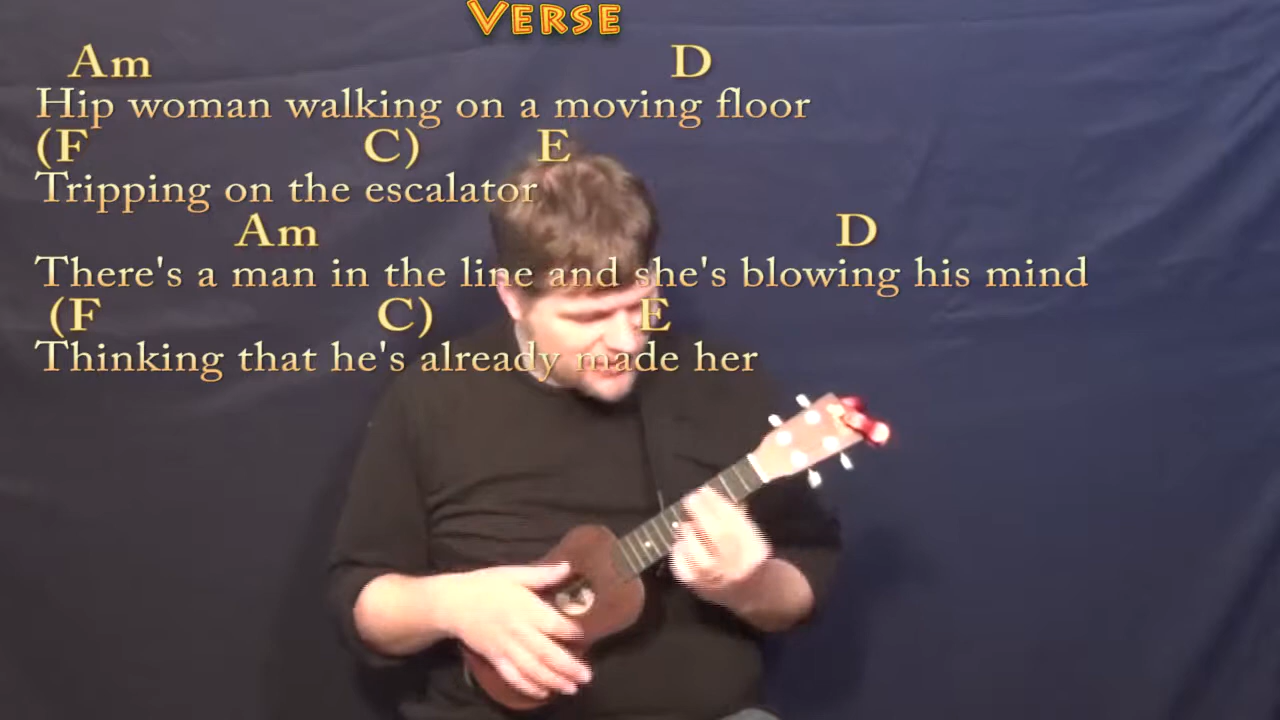 VERSE
Am D
Hip woman walking on a moving floor
(F C) E
Tripping on the escalator
Am D
There's a man in the line and she's blowing his mind
(F C) E
Thinking that he's already made her